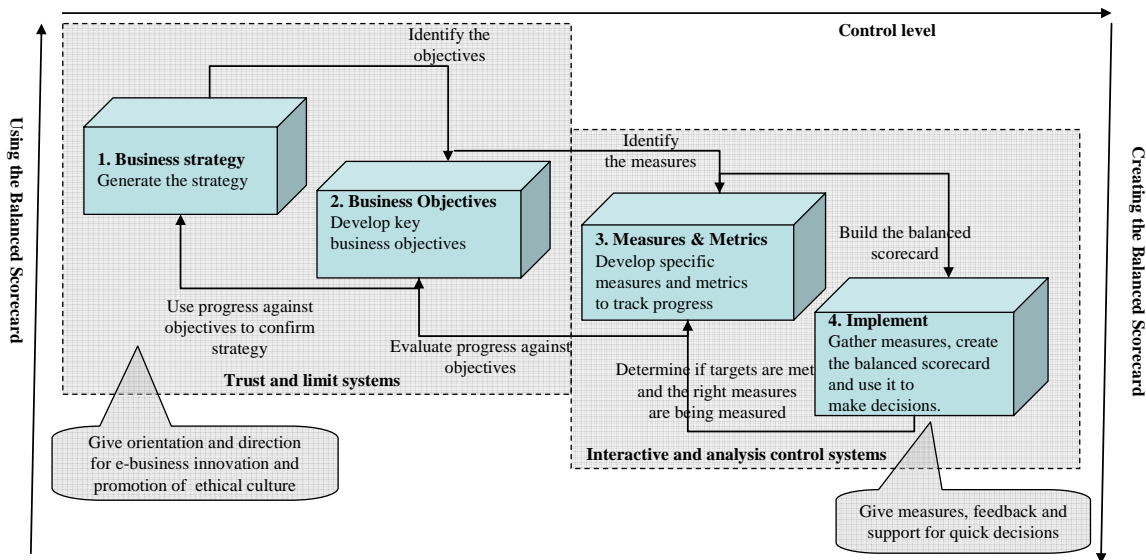 Control level
Identify the
objectives
Using the Balanced Scorecard
Creating the Balanced Scorecard
1. Business strategy
Generate the strategy
Identify
the measures
2. Business Objectives
Develop key
business objectives
3. Measures & Metrics
Develop specific
measures and metrics
to track progress
Build the balanced
scorecard
Use progress against
objectives to confirm
strategy
4. Implement
Gather measures, create
the balanced scorecard
and use it to
make decisions.
Evaluate progress against
objectives
Determine if targets are met
and the right measures
are being measured
Trust and limit systems
Interactive and analysis control systems
Give orientation and direction
for e-business innovation and
promotion of ethical culture
Give measures, feedback and
support for quick decisions